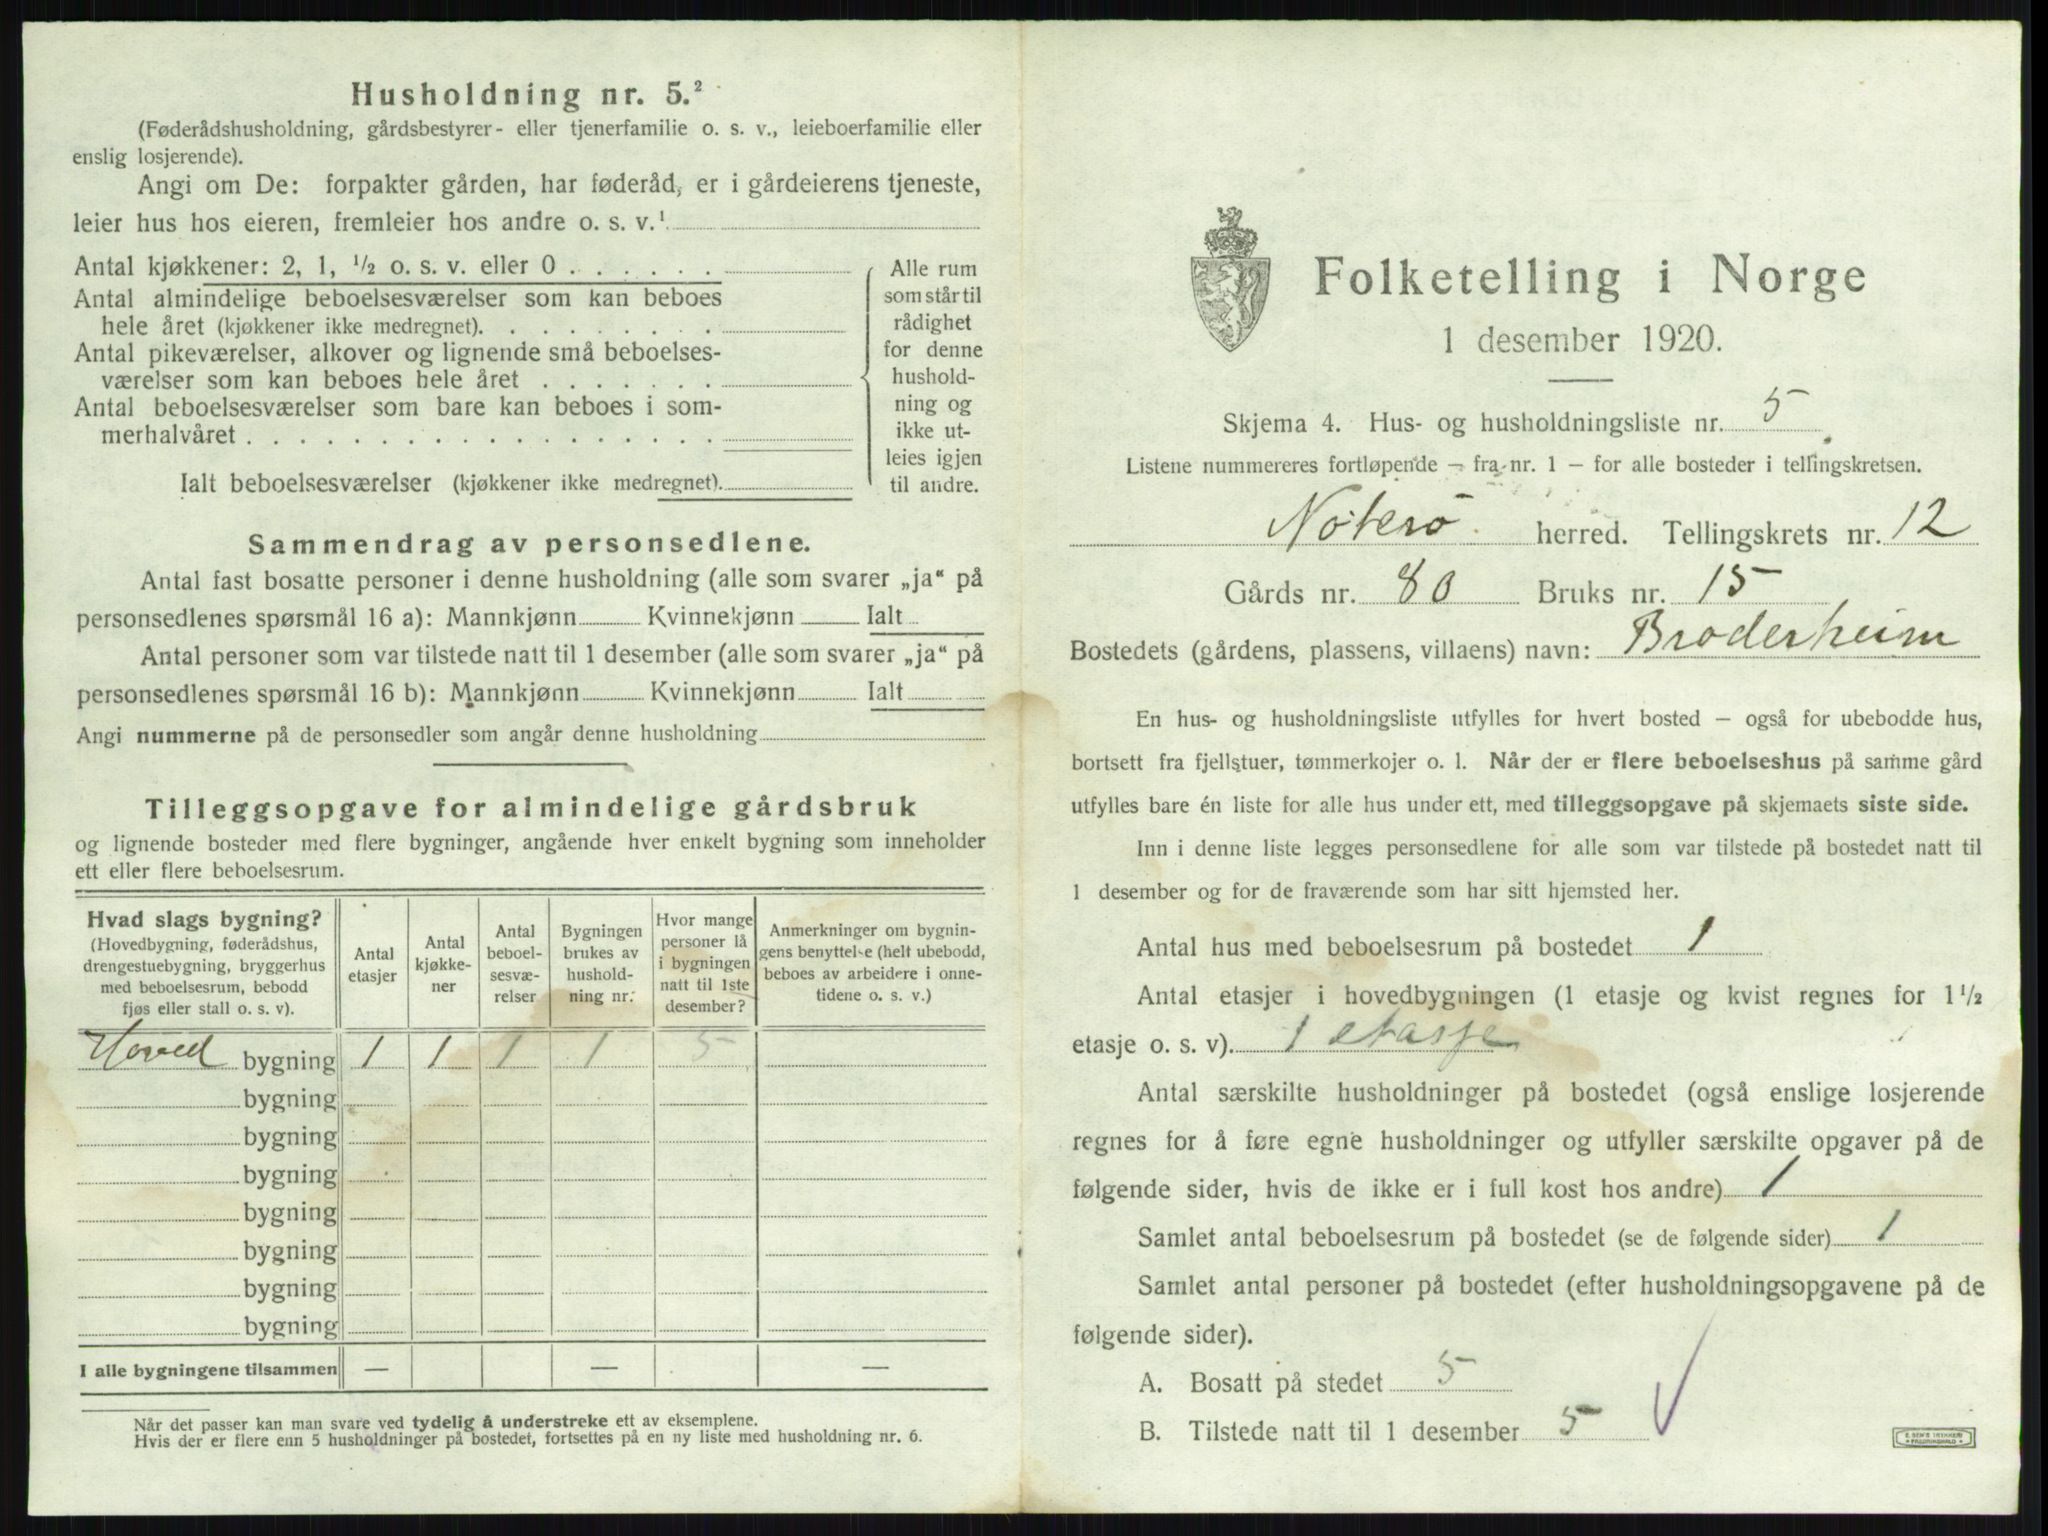 Husholdning nr. 5.²
(Føderådshusholdning, gårdsbestyrer- eller tjenerfamilie o. s. v., leieboerfamilie eller
enslig losjerende).
Angi om De: forpakter gården, har føderåd, er i gårdeierens tjeneste,
leier hus hos eieren, fremleier hos andre o. s. v.¹
Antal kjøkkener: 2, 1, ½ o. s. v. eller 0 . . . . . .
Antal almindelige beboelsesværelser som kan beboes
hele året (kjøkkener ikke medregnet). . . . . . . . .
Antal pikeværelser, alkover og lignende små beboelses-
værelser som kan beboes hele året . . . . . . .
Antal beboelsesværelser som bare kan beboes i som-
merhalvåret . . . . . . . . . . . . . . . . . .
Ialt beboelsesværelser (kjøkkener ikke medregnet).
Alle rum
som står til
rådighet
for denne
hushold-
ning og
ikke ut-
leies igjen
til andre.
Sammendrag av personsedlene.
Antal fast bosatte personer i denne husholdning (alle som svarer „ja“ på
personsedlenes spørsmål 16 a): Mannkjønn Kvinnekjønn Ialt
Antal personer som var tilstede natt til 1 desember (alle som svarer „ja“ på
personsedlenes spørsmål 16 b): Mannkjønn Kvinnekjønn Ialt
Angi nummerne på de personsedler som angår denne husholdning
Tilleggsopgave for almindelige gårdsbruk
og lignende bosteder med flere bygninger, angående hver enkelt bygning som inneholder
ett eller flere beboelsesrum.
Hvad slags bygning?
(Hovedbygning, føderådshus,
drengestuebygning, bryggerhus
med beboelsesrum, bebodd
fjøs eller stall o. s. v).
Antal
etasjer
Antal
kjøkke-
ner
Antal
beboel-
sesvæ-
relser
Bygningen
brukes av
hushold-
ning nr.
Hvor mange
personer lå
i bygningen
natt til 1ste
desember?
Anmerkninger om bygnin-
gens benyttelse (helt ubebodd,
beboes av arbeidere i onne-
tidene o. s. v.)
Hoved bygning 1 1 1 1 5
bygning
bygning
bygning
bygning
bygning
bygning
bygning
I alle bygningene tilsammen — — —
Når det passer kan man svare ved tydelig å understreke ett av eksemplene.
Hvis der er flere enn 5 husholdninger på bostedet, fortsettes på en ny liste med husholdning nr. 6.
Folketelling i Norge
1 desember 1920.
Skjema 4. Hus- og husholdningsliste nr. 5
Listene nummereres fortløpende – fra nr. 1 – for alle bosteder i tellingskretsen.
Nøterø herred. Tellingskrets nr. 12
Gårds nr. 80 Bruks nr. 15
Bostedets (gårdens, plassens, villaens) navn: Broderheim
En hus- og husholdningsliste utfylles for hvert bosted – også for ubebodde hus,
bortsett fra fjellstuer, tømmerkojer o. l. Når der er flere beboelseshus på samme gård
utfylles bare én liste for alle hus under ett, med tilleggsopgave på skjemaets siste side.
Inn i denne liste legges personsedlene for alle som var tilstede på bostedet natt til
1 desember og for de fraværende som har sitt hjemsted her.
Antal hus med beboelsesrum på bostedet 1
Antal etasjer i hovedbygningen (1 etasje og kvist regnes for 1½
etasje o. s. v). 1 etasje
Antal særskilte husholdninger på bostedet (også enslige losjerende
regnes for å føre egne husholdninger og utfyller særskilte opgaver på de
følgende sider, hvis de ikke er i full kost hos andre) 1
Samlet antal beboelsesrum på bostedet (se de følgende sider) 1
Samlet antal personer på bostedet (efter husholdningsopgavene på de
følgende sider).
A. Bosatt på stedet 5
B. Tilstede natt til 1 desember 5